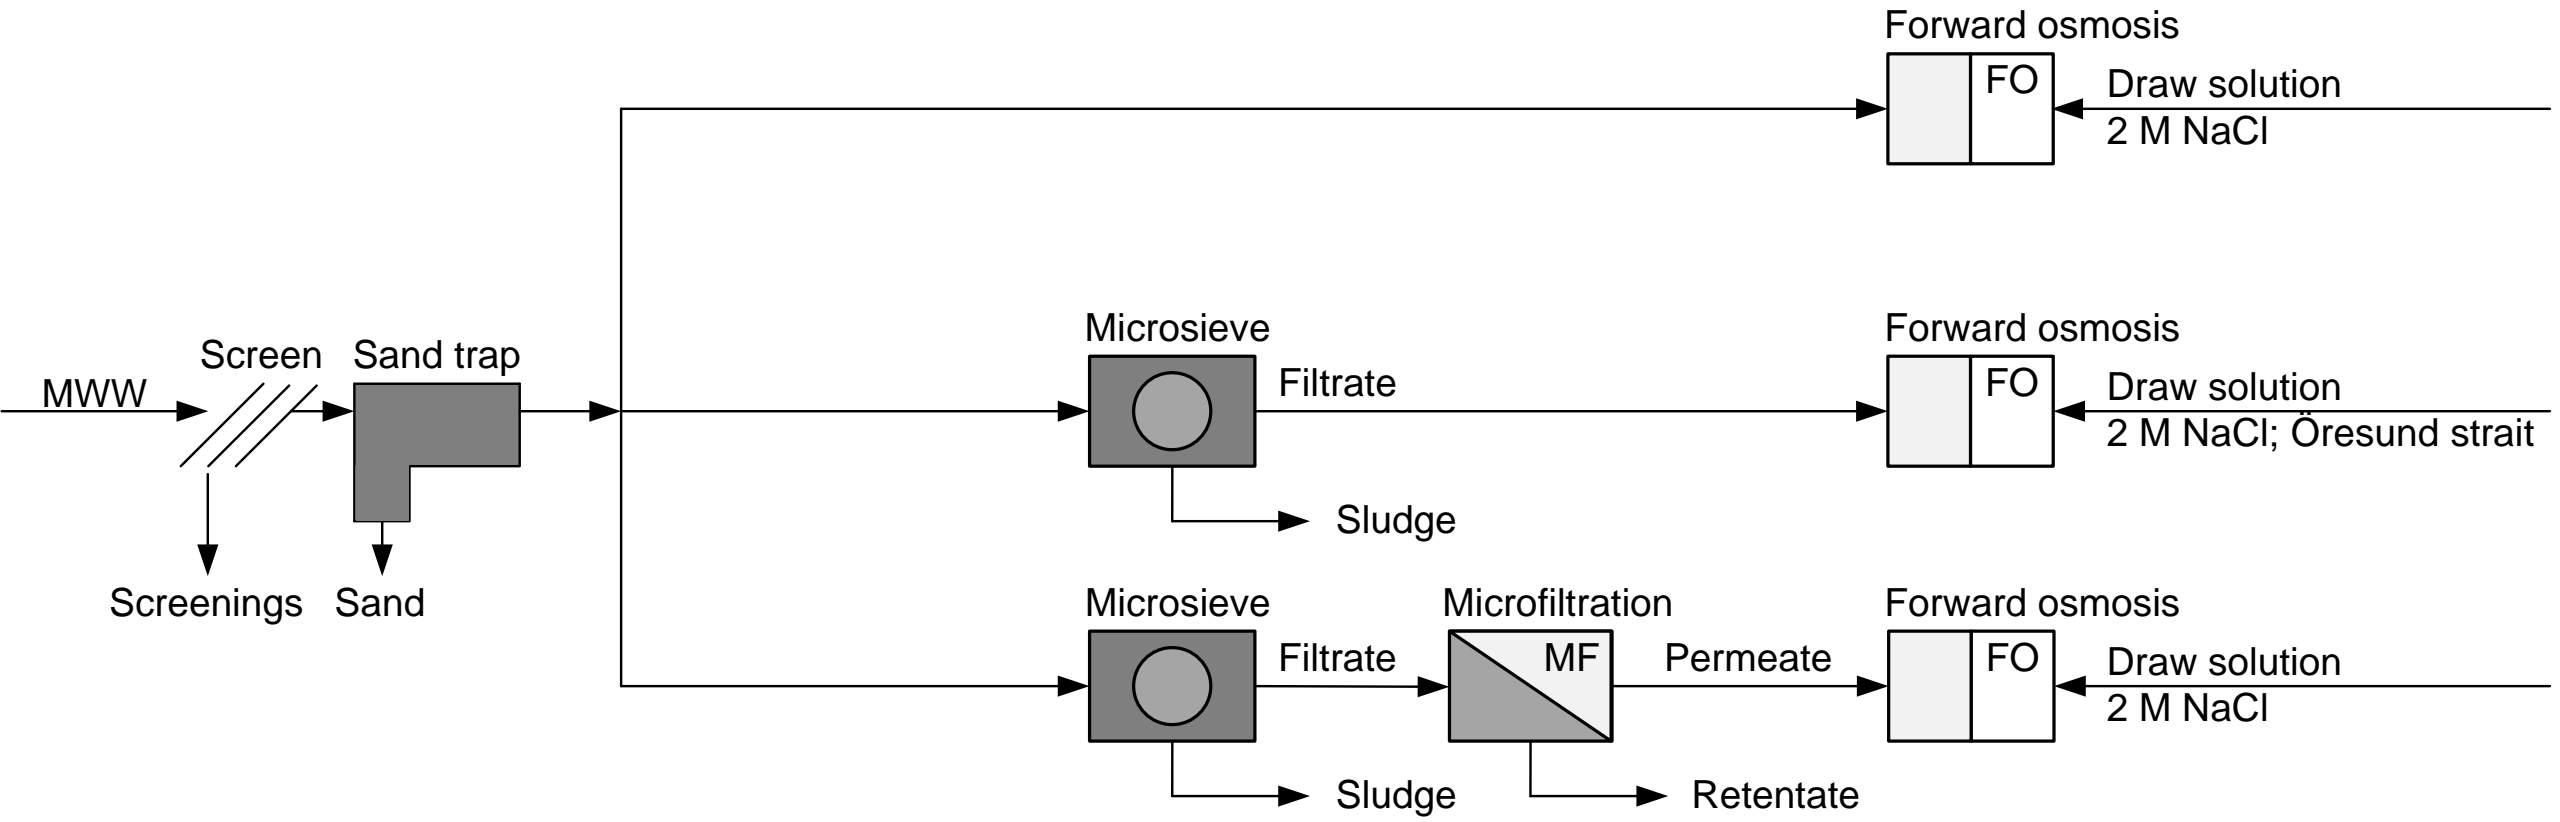 Forward osmosis
FO
Draw solution
2 M NaCl
MWW
Screen
Sand trap
Screenings
Sand
Microsieve
Filtrate
Sludge
Forward osmosis
FO
Draw solution
2 M NaCl; Öresund strait
Microsieve
Filtrate
Sludge
Microfiltration
MF
Permeate
Retentate
Forward osmosis
FO
Draw solution
2 M NaCl